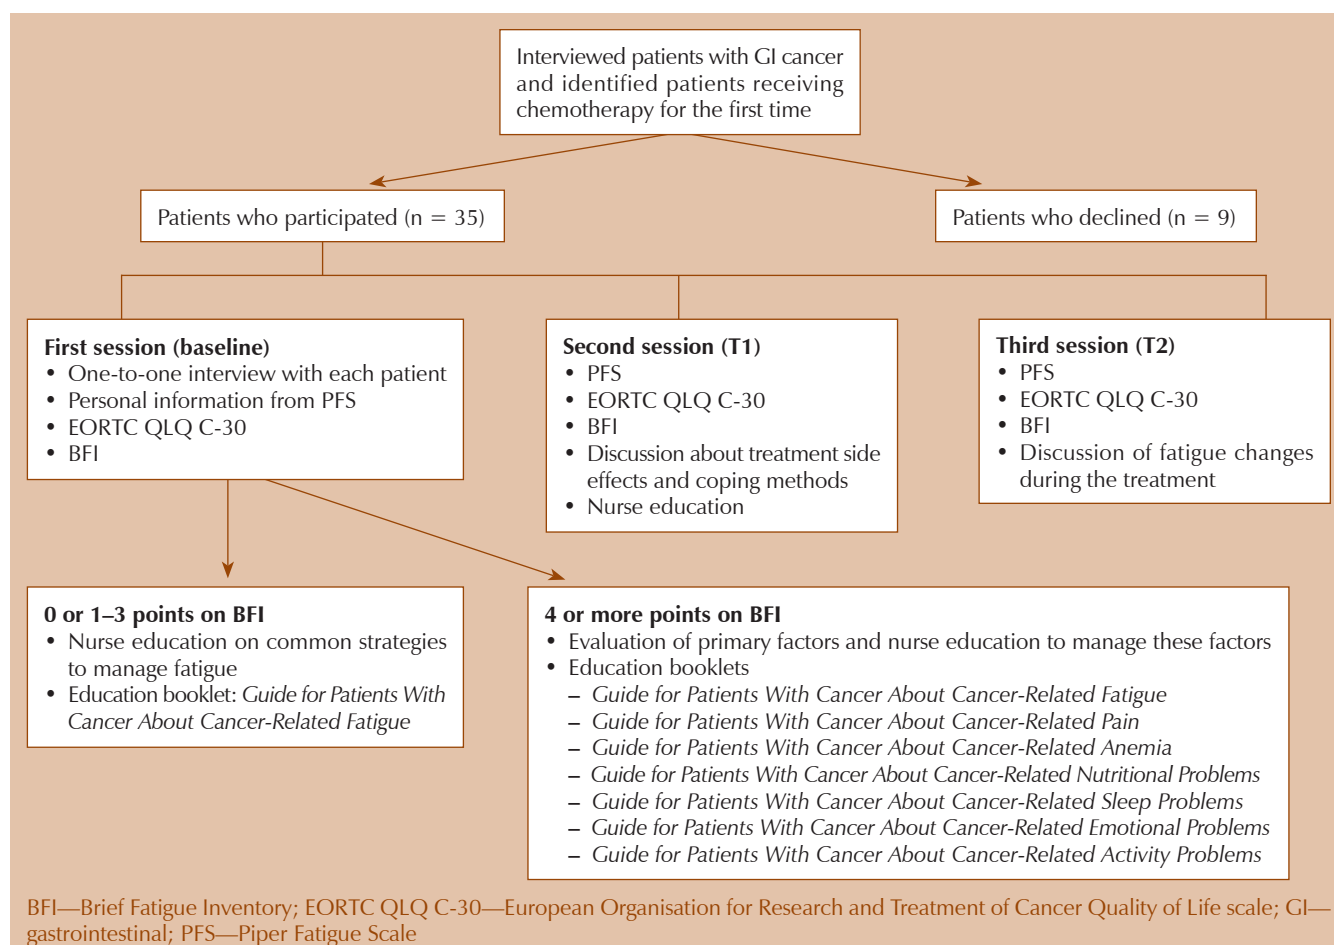 Interviewed patients with GI cancer
and identified patients receiving
chemotherapy for the first time
Patients who participated (n = 35)
Patients who declined (n = 9)
First session (baseline)
• One-to-one interview with each patient
• Personal information from PFS
• EORTC QLQ C-30
• BFI
Second session (T1)
• PFS
• EORTC QLQ C-30
• BFI
• Discussion about treatment side
effects and coping methods
• Nurse education
Third session (T2)
• PFS
• EORTC QLQ C-30
• BFI
• Discussion of fatigue changes
during the treatment
0 or 1–3 points on BFI
• Nurse education on common strategies
to manage fatigue
• Education booklet: Guide for Patients With
Cancer About Cancer-Related Fatigue
4 or more points on BFI
• Evaluation of primary factors and nurse education to manage these factors
• Education booklets
– Guide for Patients With Cancer About Cancer-Related Fatigue
– Guide for Patients With Cancer About Cancer-Related Pain
– Guide for Patients With Cancer About Cancer-Related Anemia
– Guide for Patients With Cancer About Cancer-Related Nutritional Problems
– Guide for Patients With Cancer About Cancer-Related Sleep Problems
– Guide for Patients With Cancer About Cancer-Related Emotional Problems
– Guide for Patients With Cancer About Cancer-Related Activity Problems
BFI—Brief Fatigue Inventory; EORTC QLQ C-30—European Organisation for Research and Treatment of Cancer Quality of Life scale; GI—
gastrointestinal; PFS—Piper Fatigue Scale